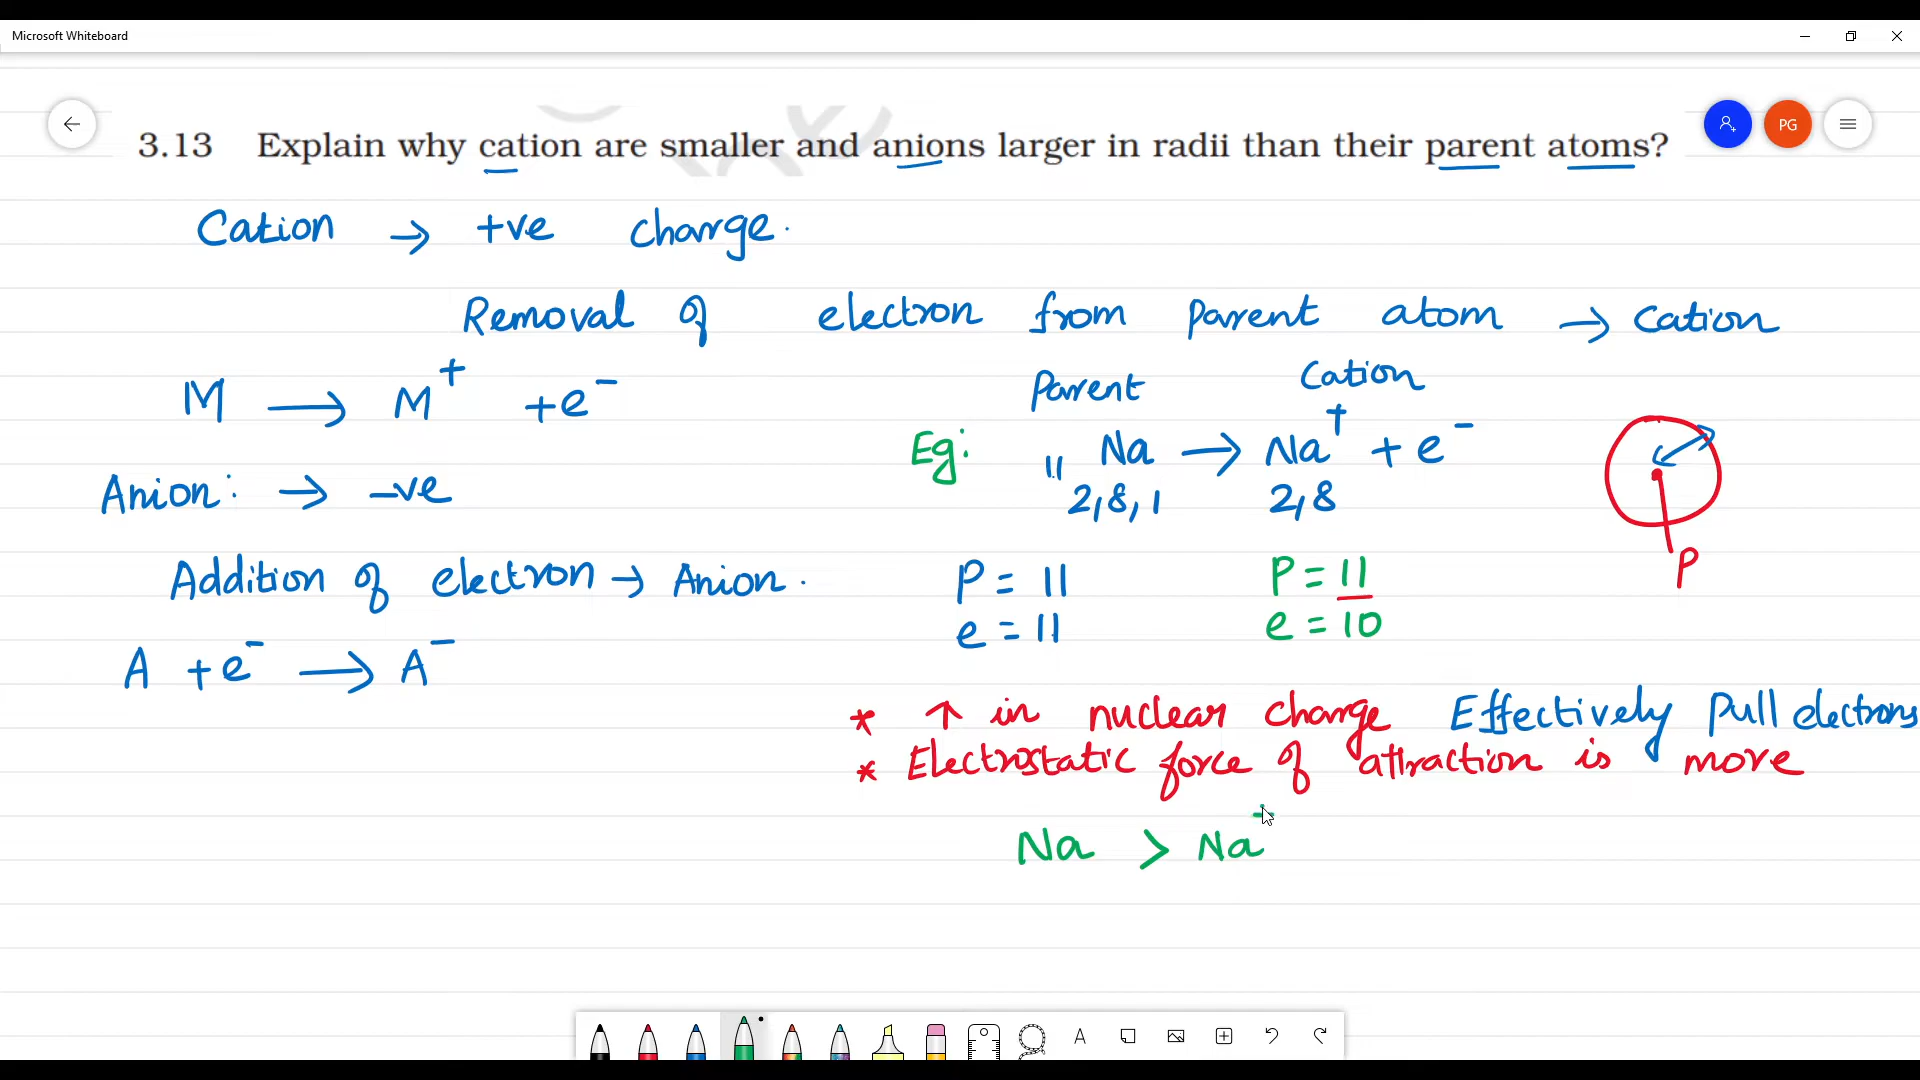 Microsoft Whiteboard
PG
3.13 Explain why cation are smaller and anions larger in radii than their parent atoms?
Cation → +ve charge.
Removal of electron from parent atom → Cation
M → M⁺ + e⁻
Parent Cation
Eg: ₁₁Na → Na⁺ + e⁻
2,8,1 2,8
Anion: → -ve
P
Addition of electron → Anion.
P = 11 P = 11
e = 11 e = 10
A + e⁻ → A⁻
* ↑ in nuclear charge Effectively Pull electrons
* Electrostatic force of attraction is more
Na > Na⁺
A